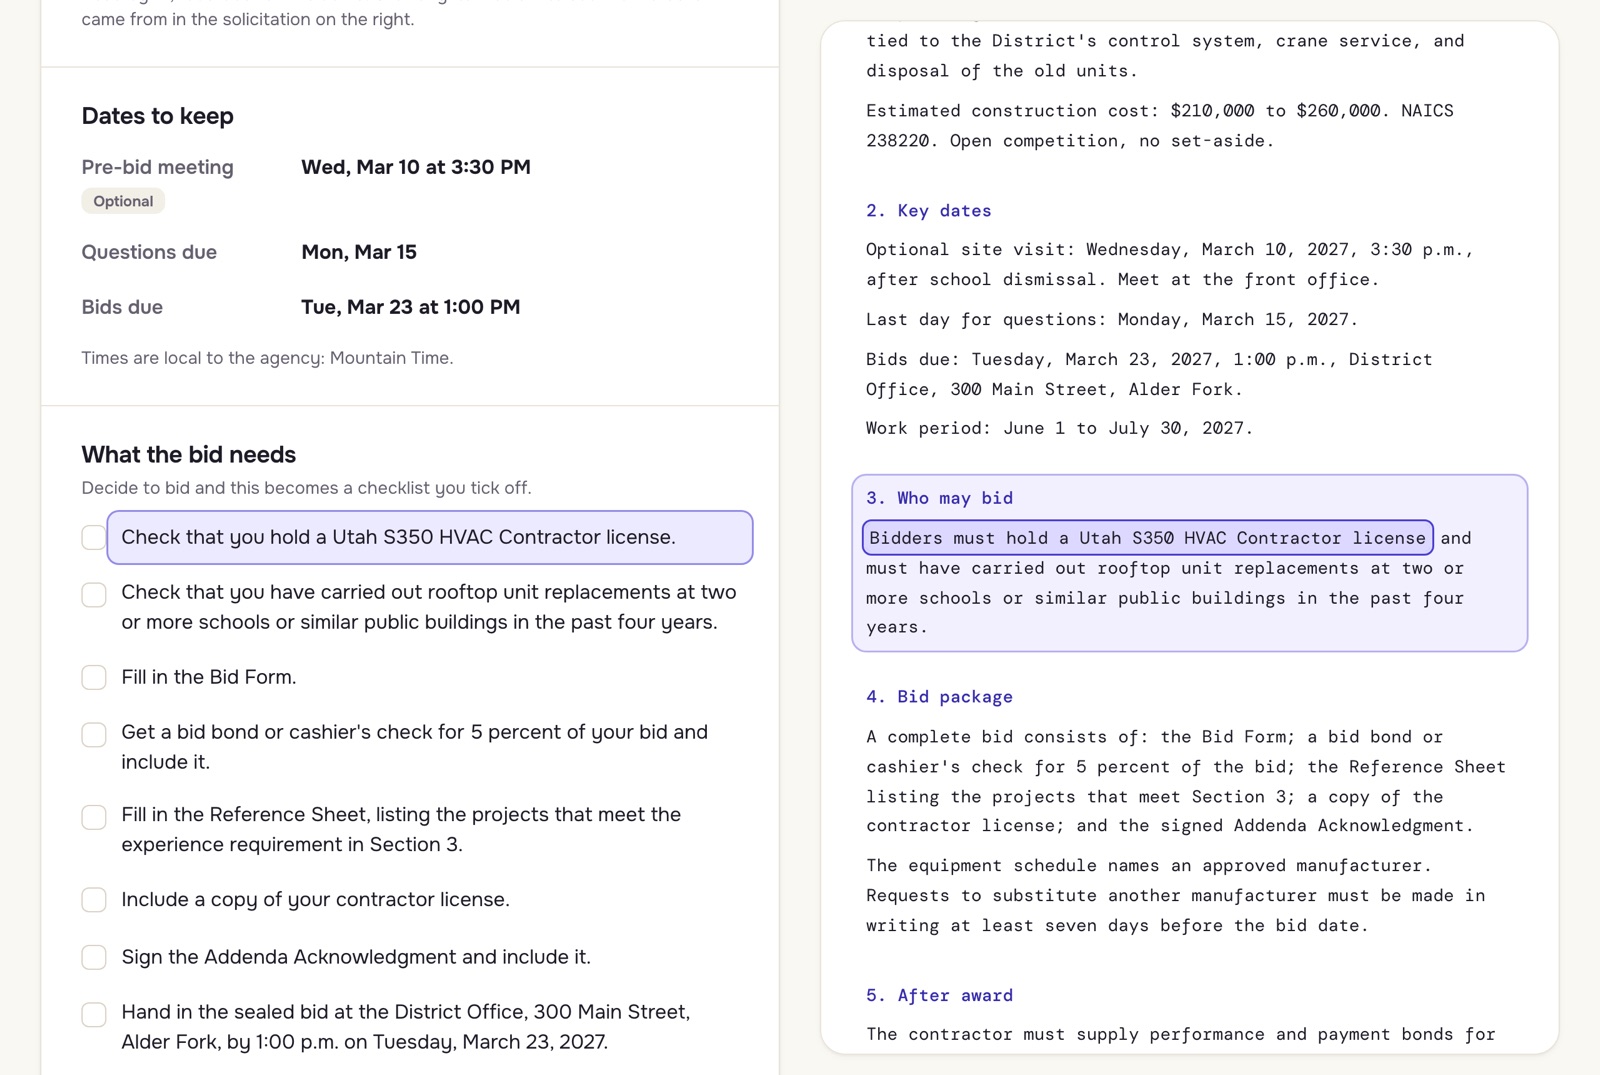 came from in the solicitation on the right.
Dates to keep
Pre-bid meeting
Wed, Mar 10 at 3:30 PM
Optional
Questions due
Mon, Mar 15
Bids due
Tue, Mar 23 at 1:00 PM
Times are local to the agency: Mountain Time.
What the bid needs
Decide to bid and this becomes a checklist you tick off.
Check that you hold a Utah S350 HVAC Contractor license.
Check that you have carried out rooftop unit replacements at two
or more schools or similar public buildings in the past four years.
Fill in the Bid Form.
Get a bid bond or cashier's check for 5 percent of your bid and
include it.
Fill in the Reference Sheet, listing the projects that meet the
experience requirement in Section 3.
Include a copy of your contractor license.
Sign the Addenda Acknowledgment and include it.
Hand in the sealed bid at the District Office, 300 Main Street,
Alder Fork, by 1:00 p.m. on Tuesday, March 23, 2027.
tied to the District's control system, crane service, and
disposal of the old units.
Estimated construction cost: $210,000 to $260,000. NAICS
238220. Open competition, no set-aside.
2. Key dates
Optional site visit: Wednesday, March 10, 2027, 3:30 p.m.,
after school dismissal. Meet at the front office.
Last day for questions: Monday, March 15, 2027.
Bids due: Tuesday, March 23, 2027, 1:00 p.m., District
Office, 300 Main Street, Alder Fork.
Work period: June 1 to July 30, 2027.
3. Who may bid
Bidders must hold a Utah S350 HVAC Contractor license and
must have carried out rooftop unit replacements at two or
more schools or similar public buildings in the past four
years.
4. Bid package
A complete bid consists of: the Bid Form; a bid bond or
cashier's check for 5 percent of the bid; the Reference Sheet
listing the projects that meet Section 3; a copy of the
contractor license; and the signed Addenda Acknowledgment.
The equipment schedule names an approved manufacturer.
Requests to substitute another manufacturer must be made in
writing at least seven days before the bid date.
5. After award
The contractor must supply performance and payment bonds for